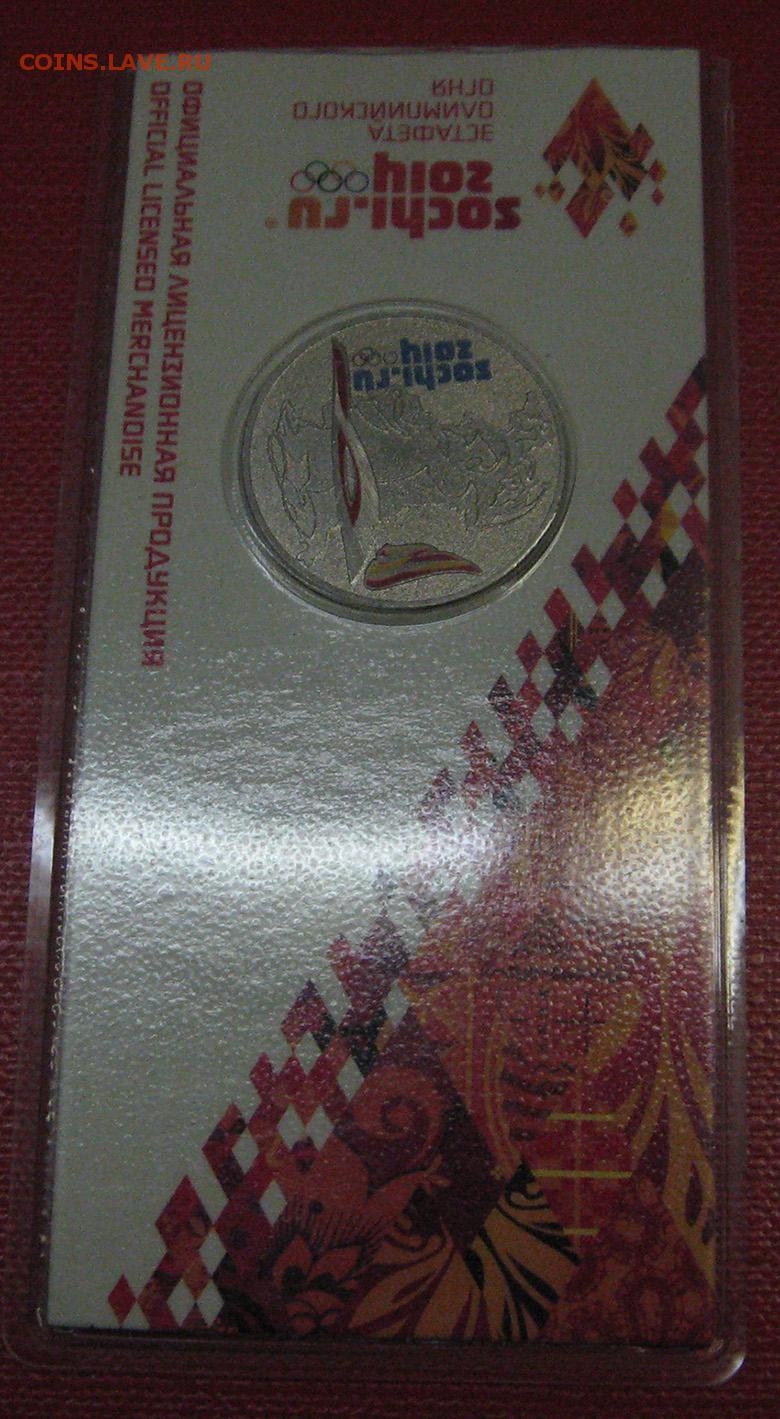 COINS.LAVE.RU
sochi.ru
2014
ЭСТАФЕТА
ОЛИМПИЙСКОГО
ОГНЯ
ОФИЦИАЛЬНАЯ ЛИЦЕНЗИОННАЯ ПРОДУКЦИЯ
OFFICIAL LICENSED MERCHANDISE
sochi.ru
2014